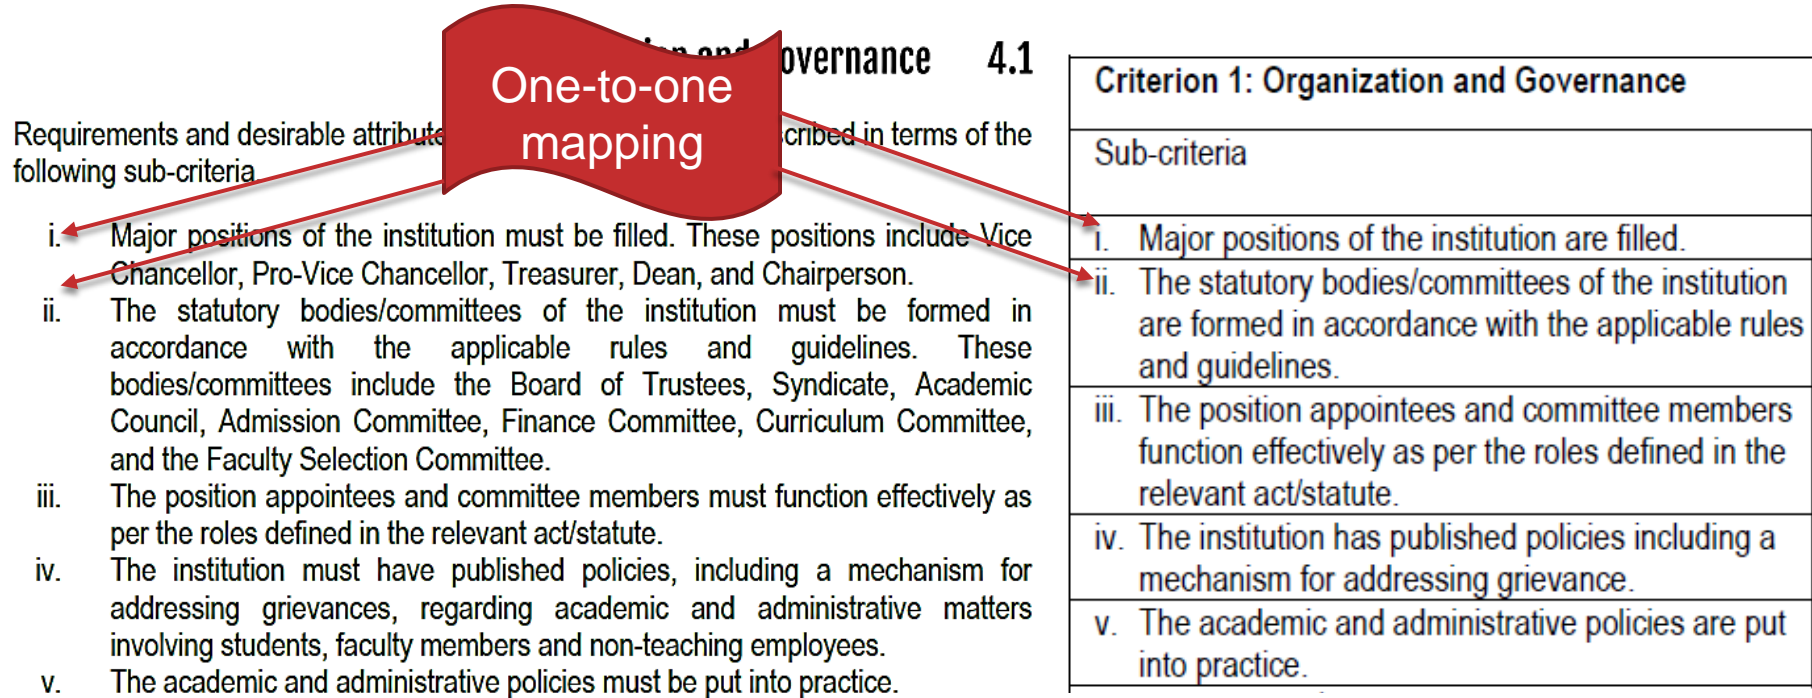 overnance 4.1
One-to-one
mapping
Requirements and desirable
scribed in terms of the
following sub-criteria.
i. Major positions of the institution must be filled. These positions include Vice
Chancellor, Pro-Vice Chancellor, Treasurer, Dean, and Chairperson.
ii. The statutory bodies/committees of the institution must be formed in
accordance with the applicable rules and guidelines. These
bodies/committees include the Board of Trustees, Syndicate, Academic
Council, Admission Committee, Finance Committee, Curriculum Committee,
and the Faculty Selection Committee.
iii. The position appointees and committee members must function effectively as
per the roles defined in the relevant act/statute.
iv. The institution must have published policies, including a mechanism for
addressing grievances, regarding academic and administrative matters
involving students, faculty members and non-teaching employees.
v. The academic and administrative policies must be put into practice.
Criterion 1: Organization and Governance
Sub-criteria
i. Major positions of the institution are filled.
ii. The statutory bodies/committees of the institution
are formed in accordance with the applicable rules
and guidelines.
iii. The position appointees and committee members
function effectively as per the roles defined in the
relevant act/statute.
iv. The institution has published policies including a
mechanism for addressing grievance.
v. The academic and administrative policies are put
into practice.